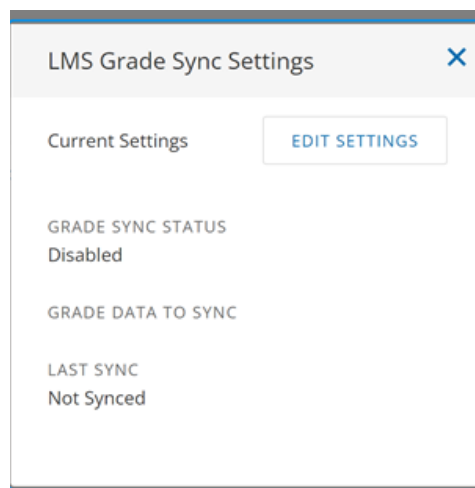 LMS Grade Sync Settings
Current Settings
EDIT SETTINGS
GRADE SYNC STATUS
Disabled
GRADE DATA TO SYNC
LAST SYNC
Not Synced